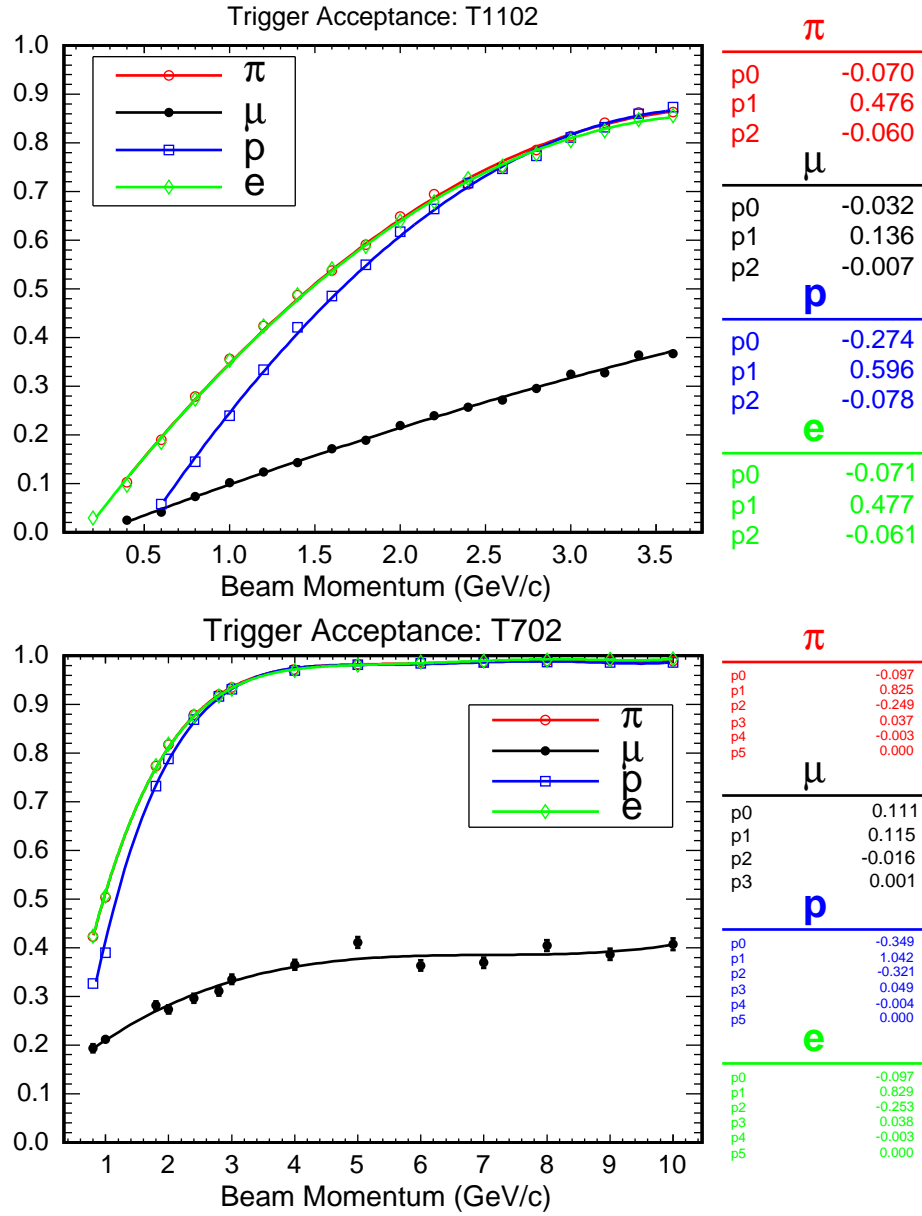 Trigger Acceptance: T1102
1.0
0.9
0.8
0.7
0.6
0.5
0.4
0.3
0.2
0.1
0.0
π
μ
p
e
0.5 1.0 1.5 2.0 2.5 3.0 3.5
Beam Momentum (GeV/c)
π
p0 -0.070
p1 0.476
p2 -0.060
μ
p0 -0.032
p1 0.136
p2 -0.007
p
p0 -0.274
p1 0.596
p2 -0.078
e
p0 -0.071
p1 0.477
p2 -0.061
Trigger Acceptance: T702
1.0
0.9
0.8
0.7
0.6
0.5
0.4
0.3
0.2
0.1
0.0
π
μ
p
e
1 2 3 4 5 6 7 8 9 10
Beam Momentum (GeV/c)
π
p0 -0.097
p1 0.825
p2 -0.249
p3 0.037
p4 -0.003
p5 0.000
μ
p0 0.111
p1 0.115
p2 -0.016
p3 0.001
p
p0 -0.349
p1 1.042
p2 -0.321
p3 0.049
p4 -0.004
p5 0.000
e
p0 -0.097
p1 0.829
p2 -0.253
p3 0.038
p4 -0.003
p5 0.000